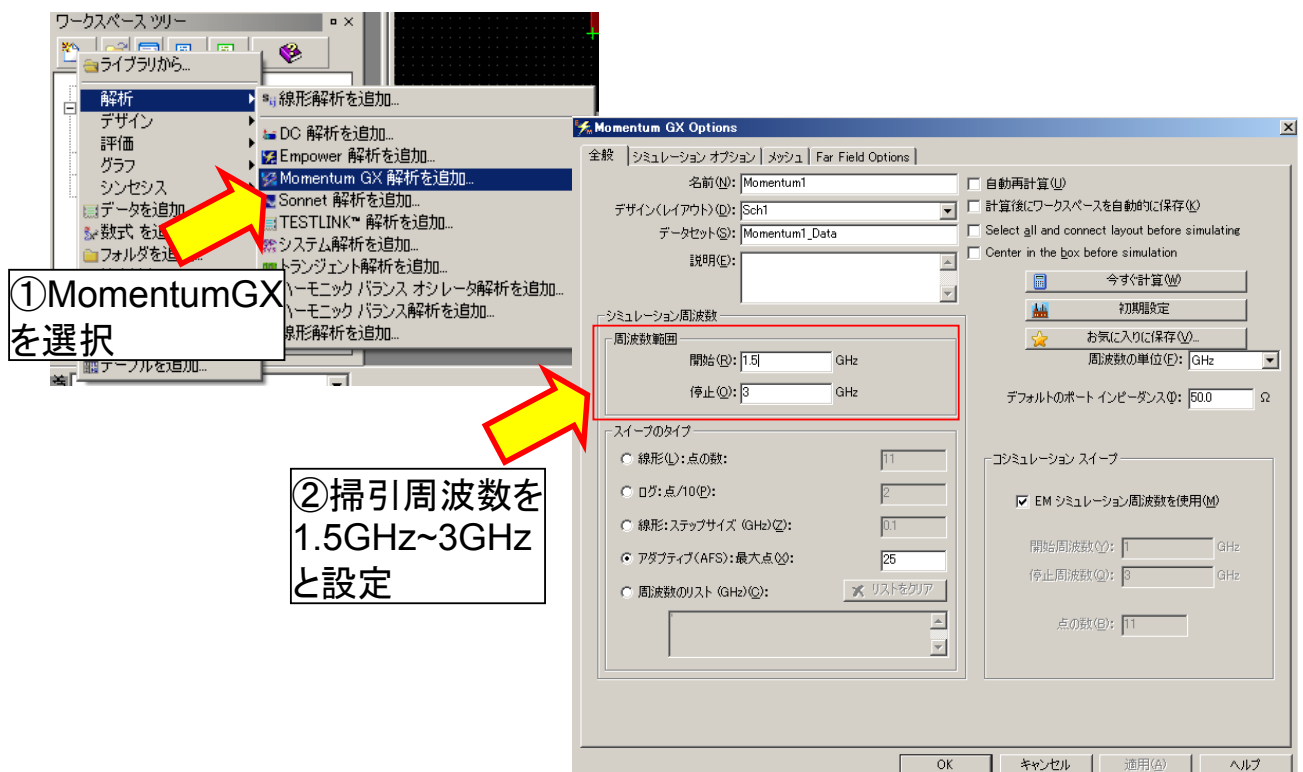 ワークスペース ツリー
ライブラリから...
解析
デザイン
評価
グラフ
シンセシス
データを追加
数式 を追
フォルダを追
テーブルを追加...
線形解析を追加...
DC 解析を追加...
Empower 解析を追加...
Momentum GX 解析を追加...
Sonnet 解析を追加...
TESTLINK™ 解析を追加...
システム解析を追加...
トランジェント解析を追加...
ハーモニック バランス オシレータ解析を追加...
ハーモニック バランス解析を追加...
線形解析を追加...
①MomentumGX
を選択
②掃引周波数を
1.5GHz~3GHz
と設定
Momentum GX Options
全般 シミュレーション オプション メッシュ Far Field Options
名前(N): Momentum1
デザイン(レイアウト)(D): Sch1
データセット(S): Momentum1_Data
説明(E):
シミュレーション周波数
周波数範囲
開始(R): 1.5 GHz
停止(O): 3 GHz
スイープのタイプ
線形(L):点の数: 11
ログ:点/10(P): 2
線形:ステップサイズ (GHz)(Z): 0.1
アダプティブ(AFS):最大点(X): 25
周波数のリスト (GHz)(C): リストをクリア
自動再計算(U)
計算後にワークスペースを自動的に保存(K)
Select all and connect layout before simulating
Center in the box before simulation
今すぐ計算(W)
初期設定
お気に入りに保存(V)...
周波数の単位(F): GHz
デフォルトのポート インピーダンス(I): 50.0 Ω
コシミュレーション スイープ
EM シミュレーション周波数を使用(M)
開始周波数(Y): 1 GHz
停止周波数(Q): 3 GHz
点の数(B): 11
OK キャンセル 適用(A) ヘルプ